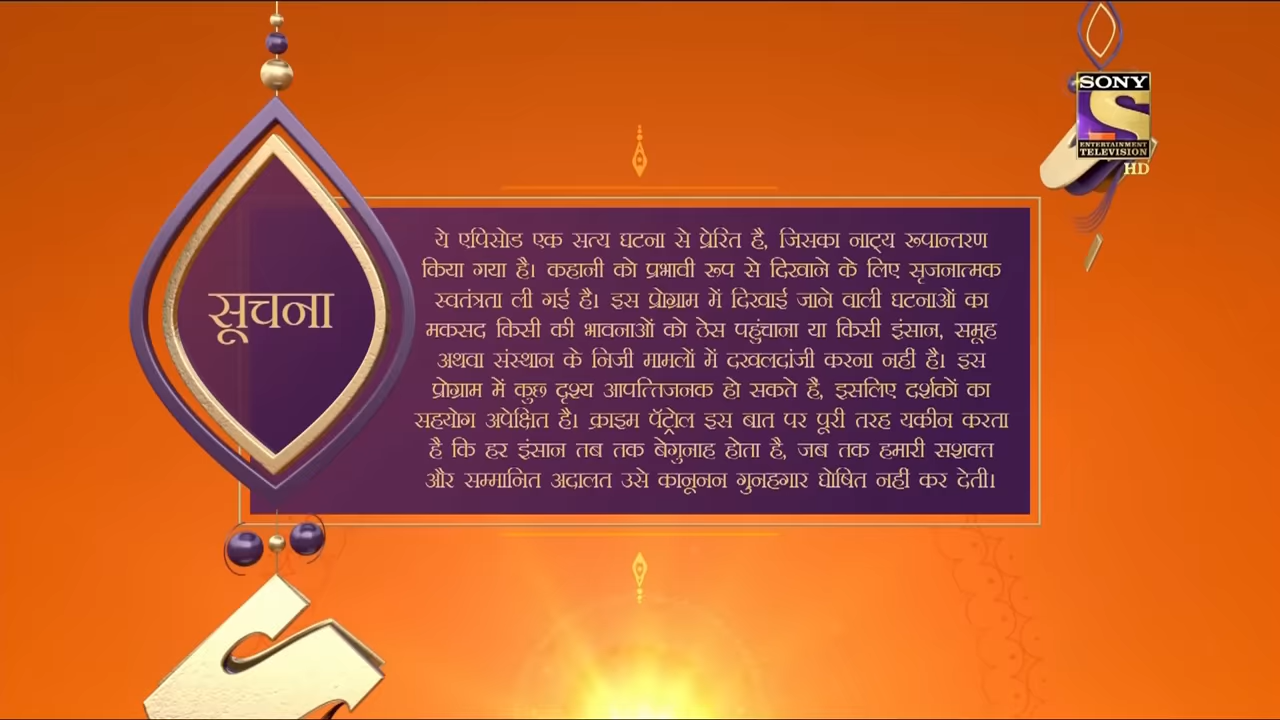 SONY
ENTERTAINMENT
TELEVISION
HD
सूचना
ये एपिसोड एक सत्य घटना से प्रेरित है, जिसका नाट्य रूपान्तरण
किया गया है। कहानी को प्रभावी रूप से दिखाने के लिए सृजनात्मक
स्वतंत्रता ली गई है। इस प्रोग्राम में दिखाई जाने वाली घटनाओं का
मकसद किसी की भावनाओं को ठेस पहुंचाना या किसी इंसान, समूह
अथवा संस्थान के निजी मामलों में दखलदांजी करना नहीं है। इस
प्रोग्राम में कुछ दृश्य आपत्तिजनक हो सकते हैं, इसलिए दर्शकों का
सहयोग अपेक्षित है। क्राइम पॅट्रोल इस बात पर पूरी तरह यकीन करता
है कि हर इंसान तब तक बेगुनाह होता है, जब तक हमारी सशक्त
और सम्मानित अदालत उसे कानूनन गुनहगार घोषित नहीं कर देती।